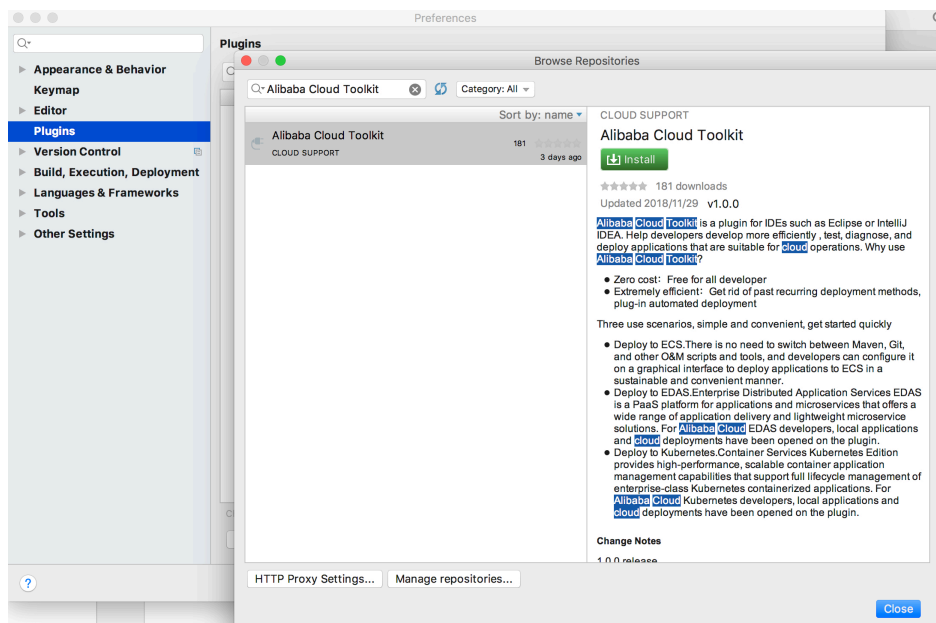 Preferences
Plugins
Appearance & Behavior
Keymap
Editor
Plugins
Version Control
Build, Execution, Deployment
Languages & Frameworks
Tools
Other Settings
?
Browse Repositories
Alibaba Cloud Toolkit
Category: All
Sort by: name
Alibaba Cloud Toolkit
181
CLOUD SUPPORT
3 days ago
CLOUD SUPPORT
Alibaba Cloud Toolkit
Install
181 downloads
Updated 2018/11/29 v1.0.0
Alibaba Cloud Toolkit is a plugin for IDEs such as Eclipse or IntelliJ
IDEA. Help developers develop more efficiently , test, diagnose, and
deploy applications that are suitable for cloud operations. Why use
Alibaba Cloud Toolkit?
● Zero cost：Free for all developer
● Extremely efficient：Get rid of past recurring deployment methods,
plug-in automated deployment
Three use scenarios, simple and convenient, get started quickly
● Deploy to ECS.There is no need to switch between Maven, Git,
and other O&M scripts and tools, and developers can configure it
on a graphical interface to deploy applications to ECS in a
sustainable and convenient manner.
● Deploy to EDAS.Enterprise Distributed Application Services EDAS
is a PaaS platform for applications and microservices that offers a
wide range of application delivery and lightweight microservice
solutions. For Alibaba Cloud EDAS developers, local applications
and cloud deployments have been opened on the plugin.
● Deploy to Kubernetes.Container Services Kubernetes Edition
provides high-performance, scalable container application
management capabilities that support full lifecycle management of
enterprise-class Kubernetes containerized applications. For
Alibaba Cloud Kubernetes developers, local applications and
cloud deployments have been opened on the plugin.
Change Notes
1.0.0 release
HTTP Proxy Settings...
Manage repositories...
Close